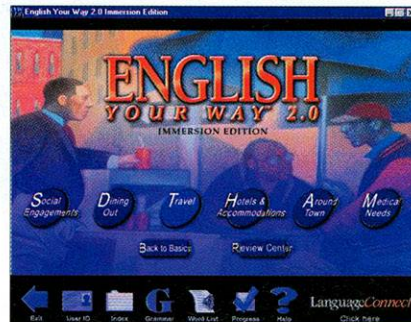 English Your Way 2.0 Immersion Edition
ENGLISH
YOUR WAY 2.0
IMMERSION EDITION
Social Engagements
Dining Out
Travel
Hotels & Accommodations
Around Town
Medical Needs
Back to Basics
Review Center
LanguageConnect
Exit
User ID
Index
Grammar
Word List
Progress
Help
Click here